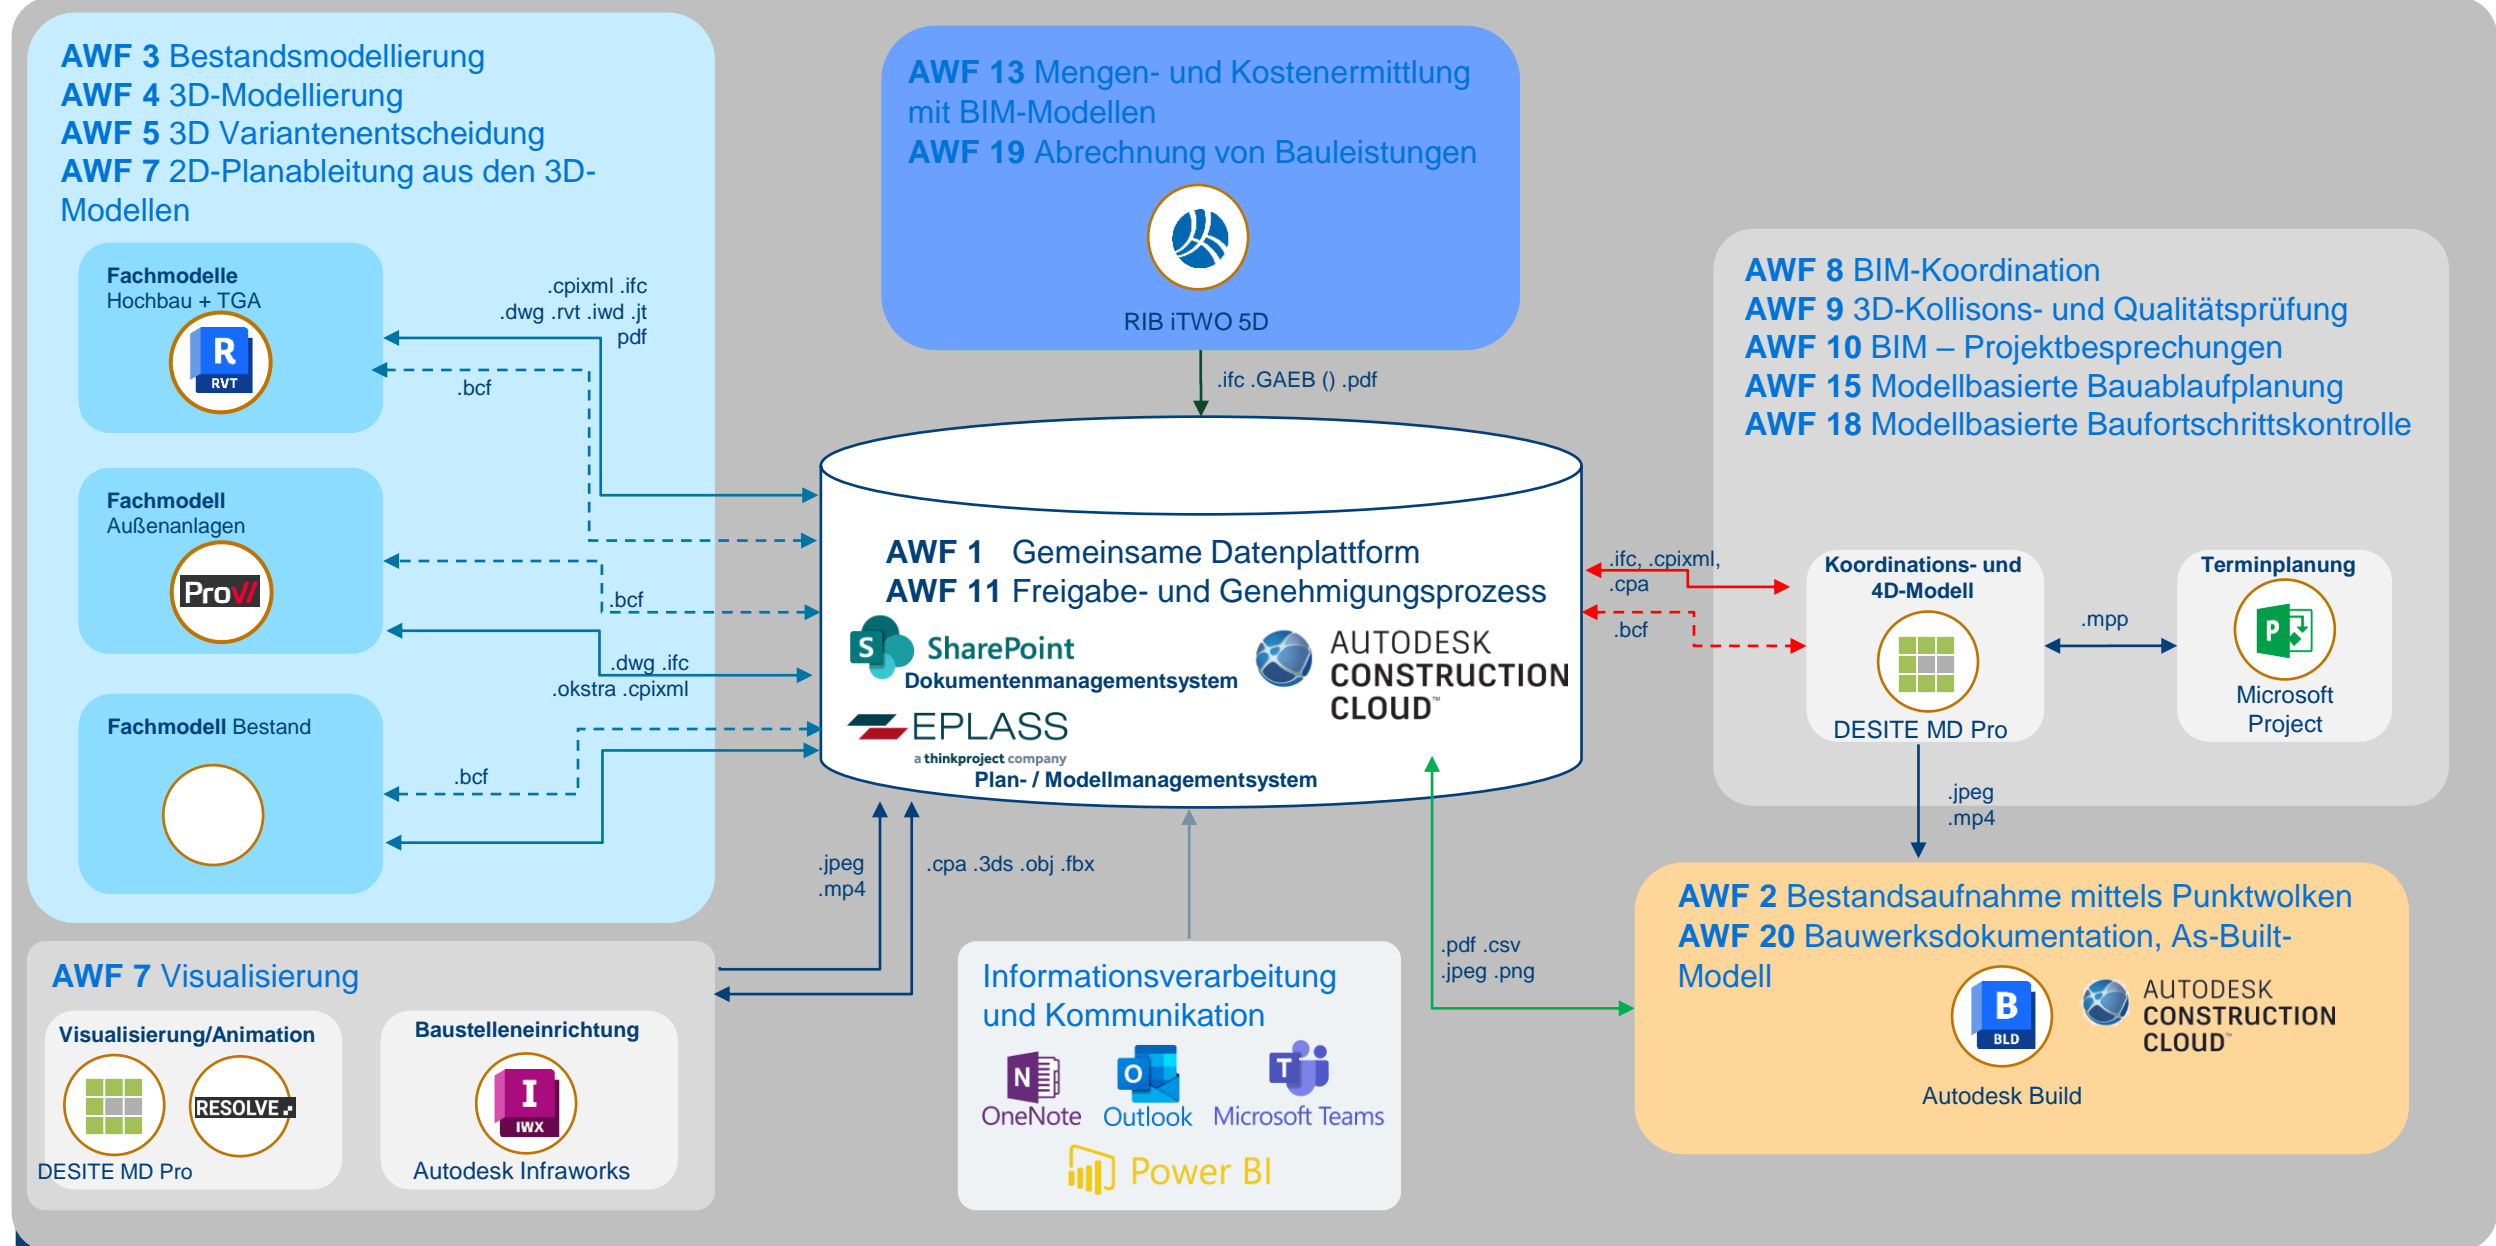 AWF 3 Bestandsmodellierung
AWF 4 3D-Modellierung
AWF 5 3D Variantenentscheidung
AWF 7 2D-Planableitung aus den 3D-
Modellen
Fachmodelle
Hochbau + TGA
R
RVT
.cpixml .ifc
.dwg .rvt .iwd .jt
pdf
.bcf
Fachmodell
Außenanlagen
ProVI
.bcf
.dwg .ifc
.okstra .cpixml
Fachmodell Bestand
.bcf
AWF 13 Mengen- und Kostenermittlung
mit BIM-Modellen
AWF 19 Abrechnung von Bauleistungen
RIB iTWO 5D
.ifc .GAEB () .pdf
AWF 1 Gemeinsame Datenplattform
AWF 11 Freigabe- und Genehmigungsprozess
S
SharePoint
Dokumentenmanagementsystem
AUTODESK
CONSTRUCTION
CLOUD™
EPLASS
a thinkproject company
Plan- / Modellmanagementsystem
AWF 8 BIM-Koordination
AWF 9 3D-Kollisons- und Qualitätsprüfung
AWF 10 BIM – Projektbesprechungen
AWF 15 Modellbasierte Bauablaufplanung
AWF 18 Modellbasierte Baufortschrittskontrolle
.ifc, .cpixml,
.cpa
.bcf
Koordinations- und
4D-Modell
DESITE MD Pro
.mpp
Terminplanung
P
Microsoft
Project
.jpeg
.mp4
AWF 2 Bestandsaufnahme mittels Punktwolken
AWF 20 Bauwerksdokumentation, As-Built-
Modell
B
BLD
Autodesk Build
AUTODESK
CONSTRUCTION
CLOUD™
.pdf .csv
.jpeg .png
.jpeg
.mp4
.cpa .3ds .obj .fbx
AWF 7 Visualisierung
Visualisierung/Animation
RESOLVE
DESITE MD Pro
Baustelleneinrichtung
I
IWX
Autodesk Infraworks
Informationsverarbeitung
und Kommunikation
N
OneNote
O
Outlook
T
Microsoft Teams
Power BI